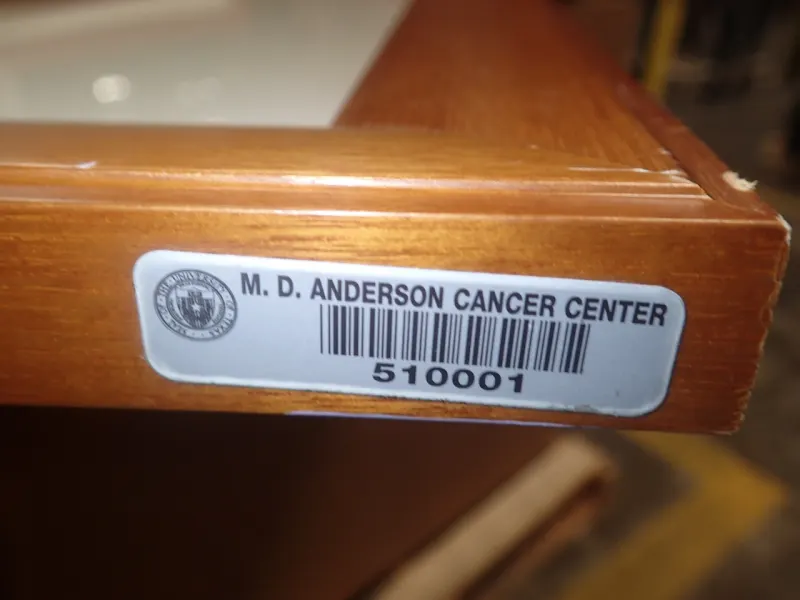 M. D. ANDERSON CANCER CENTER
510001